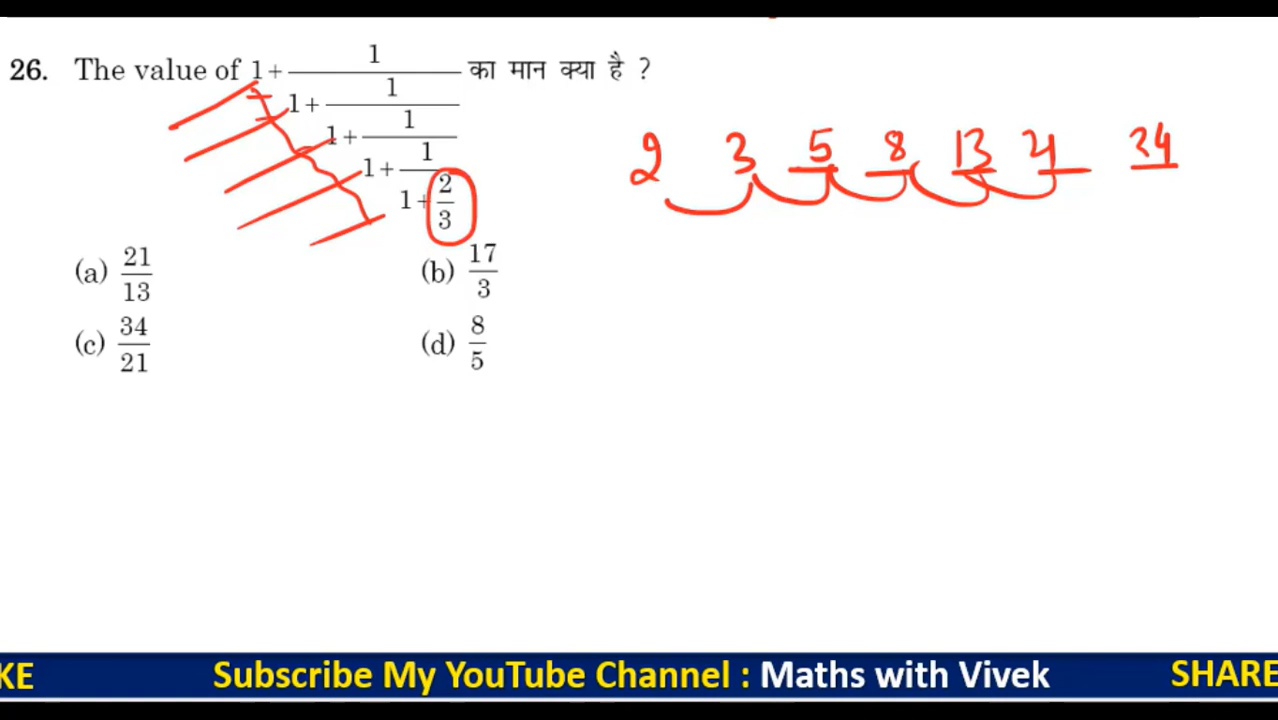 26. The value of 1+ 1 का मान क्या है ?
1+ 1
1+ 1
1+ 1
1+ 2/3
2 3 5 8 13 21 34
(a) 21/13 (b) 17/3
(c) 34/21 (d) 8/5
KE Subscribe My YouTube Channel : Maths with Vivek SHARE